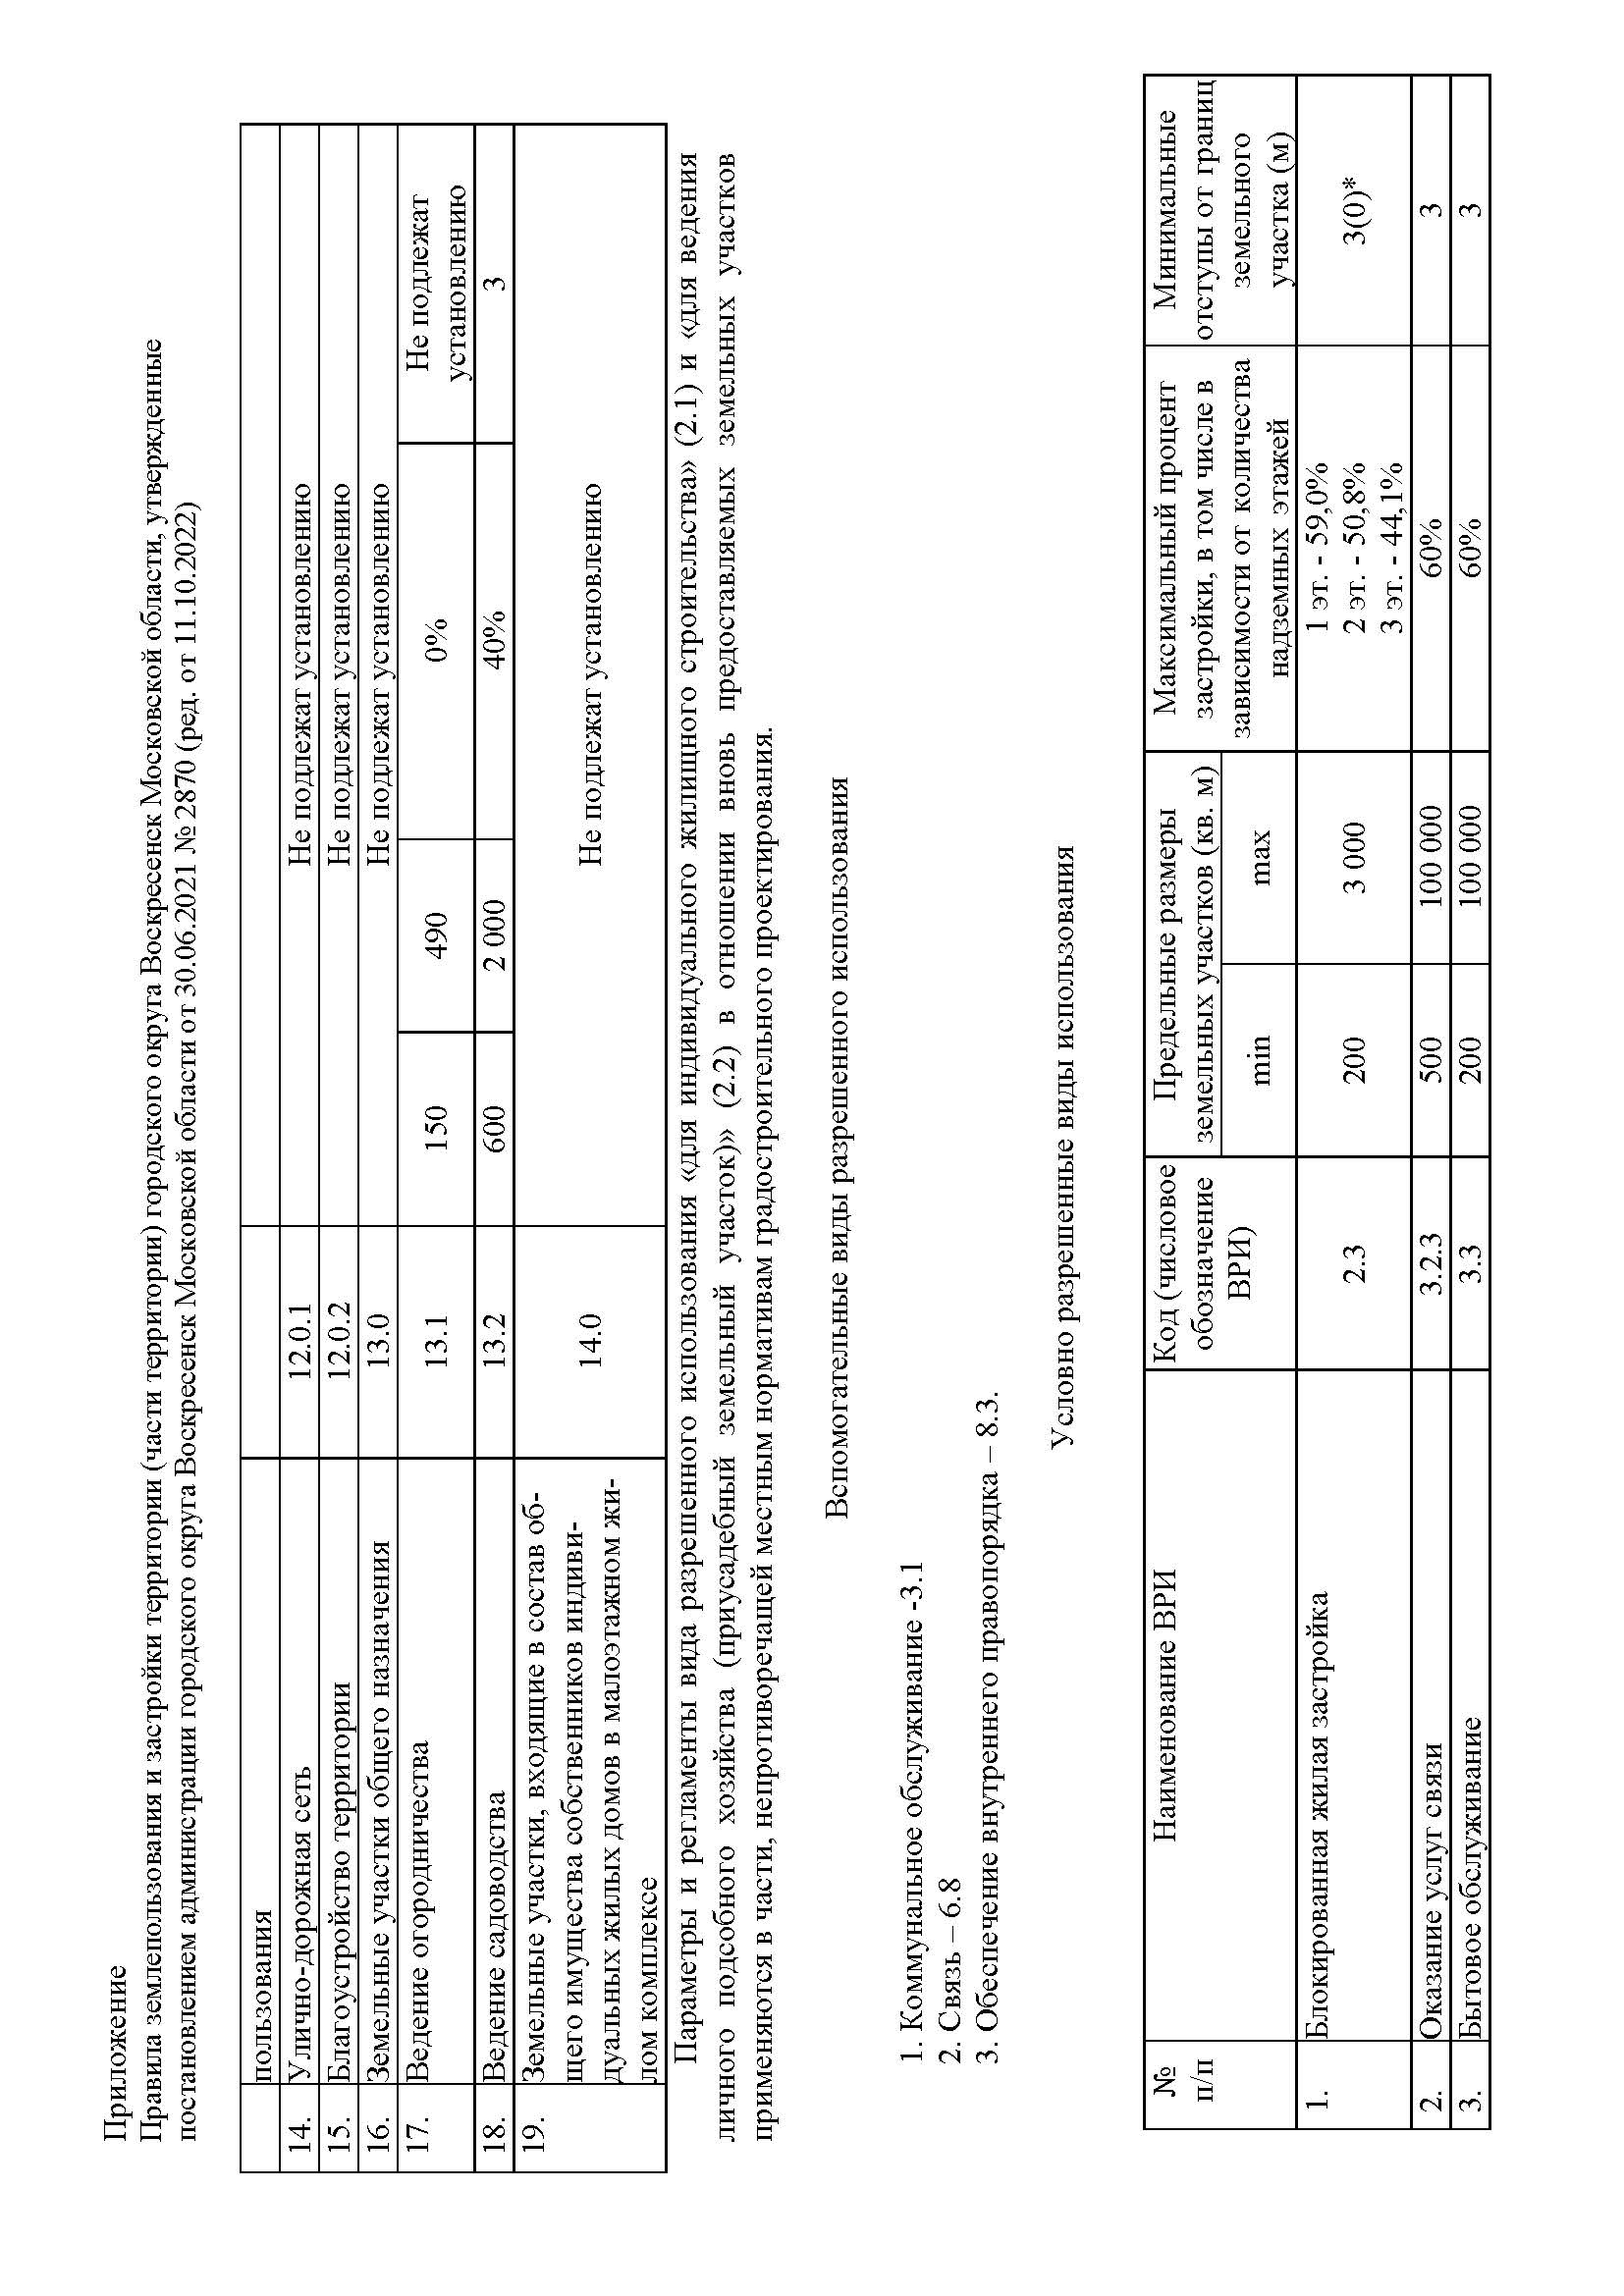 Приложение
Правила землепользования и застройки территории (части территории) городского округа Воскресенск Московской области, утвержденные
постановлением администрации городского округа Воскресенск Московской области от 30.06.2021 № 2870 (ред. от 11.10.2022)
пользования
14. Улично-дорожная сеть 12.0.1 Не подлежат установлению
15. Благоустройство территории 12.0.2 Не подлежат установлению
16. Земельные участки общего назначения 13.0 Не подлежат установлению
17. Ведение огородничества 13.1 150 490 0% Не подлежат
установлению
18. Ведение садоводства 13.2 600 2 000 40% 3
19. Земельные участки, входящие в состав об-
щего имущества собственников индиви-
дуальных жилых домов в малоэтажном жи-
лом комплексе
14.0 Не подлежат установлению
Параметры и регламенты вида разрешенного использования «для индивидуального жилищного строительства» (2.1) и «для ведения
личного подсобного хозяйства (приусадебный земельный участок)» (2.2) в отношении вновь предоставляемых земельных участков
применяются в части, непротиворечащей местным нормативам градостроительного проектирования.
Вспомогательные виды разрешенного использования
1. Коммунальное обслуживание -3.1
2. Связь – 6.8
3. Обеспечение внутреннего правопорядка – 8.3.
Условно разрешенные виды использования
№
п/п
Наименование ВРИ
Код (числовое
обозначение
ВРИ)
Предельные размеры
земельных участков (кв. м)
min max
Максимальный процент
застройки, в том числе в
зависимости от количества
надземных этажей
Минимальные
отступы от границ
земельного
участка (м)
1. Блокированная жилая застройка 2.3 200 3 000
1 эт. - 59,0%
2 эт. - 50,8%
3 эт. - 44,1%
3(0)*
2. Оказание услуг связи 3.2.3 500 100 000 60% 3
3. Бытовое обслуживание 3.3 200 100 000 60% 3